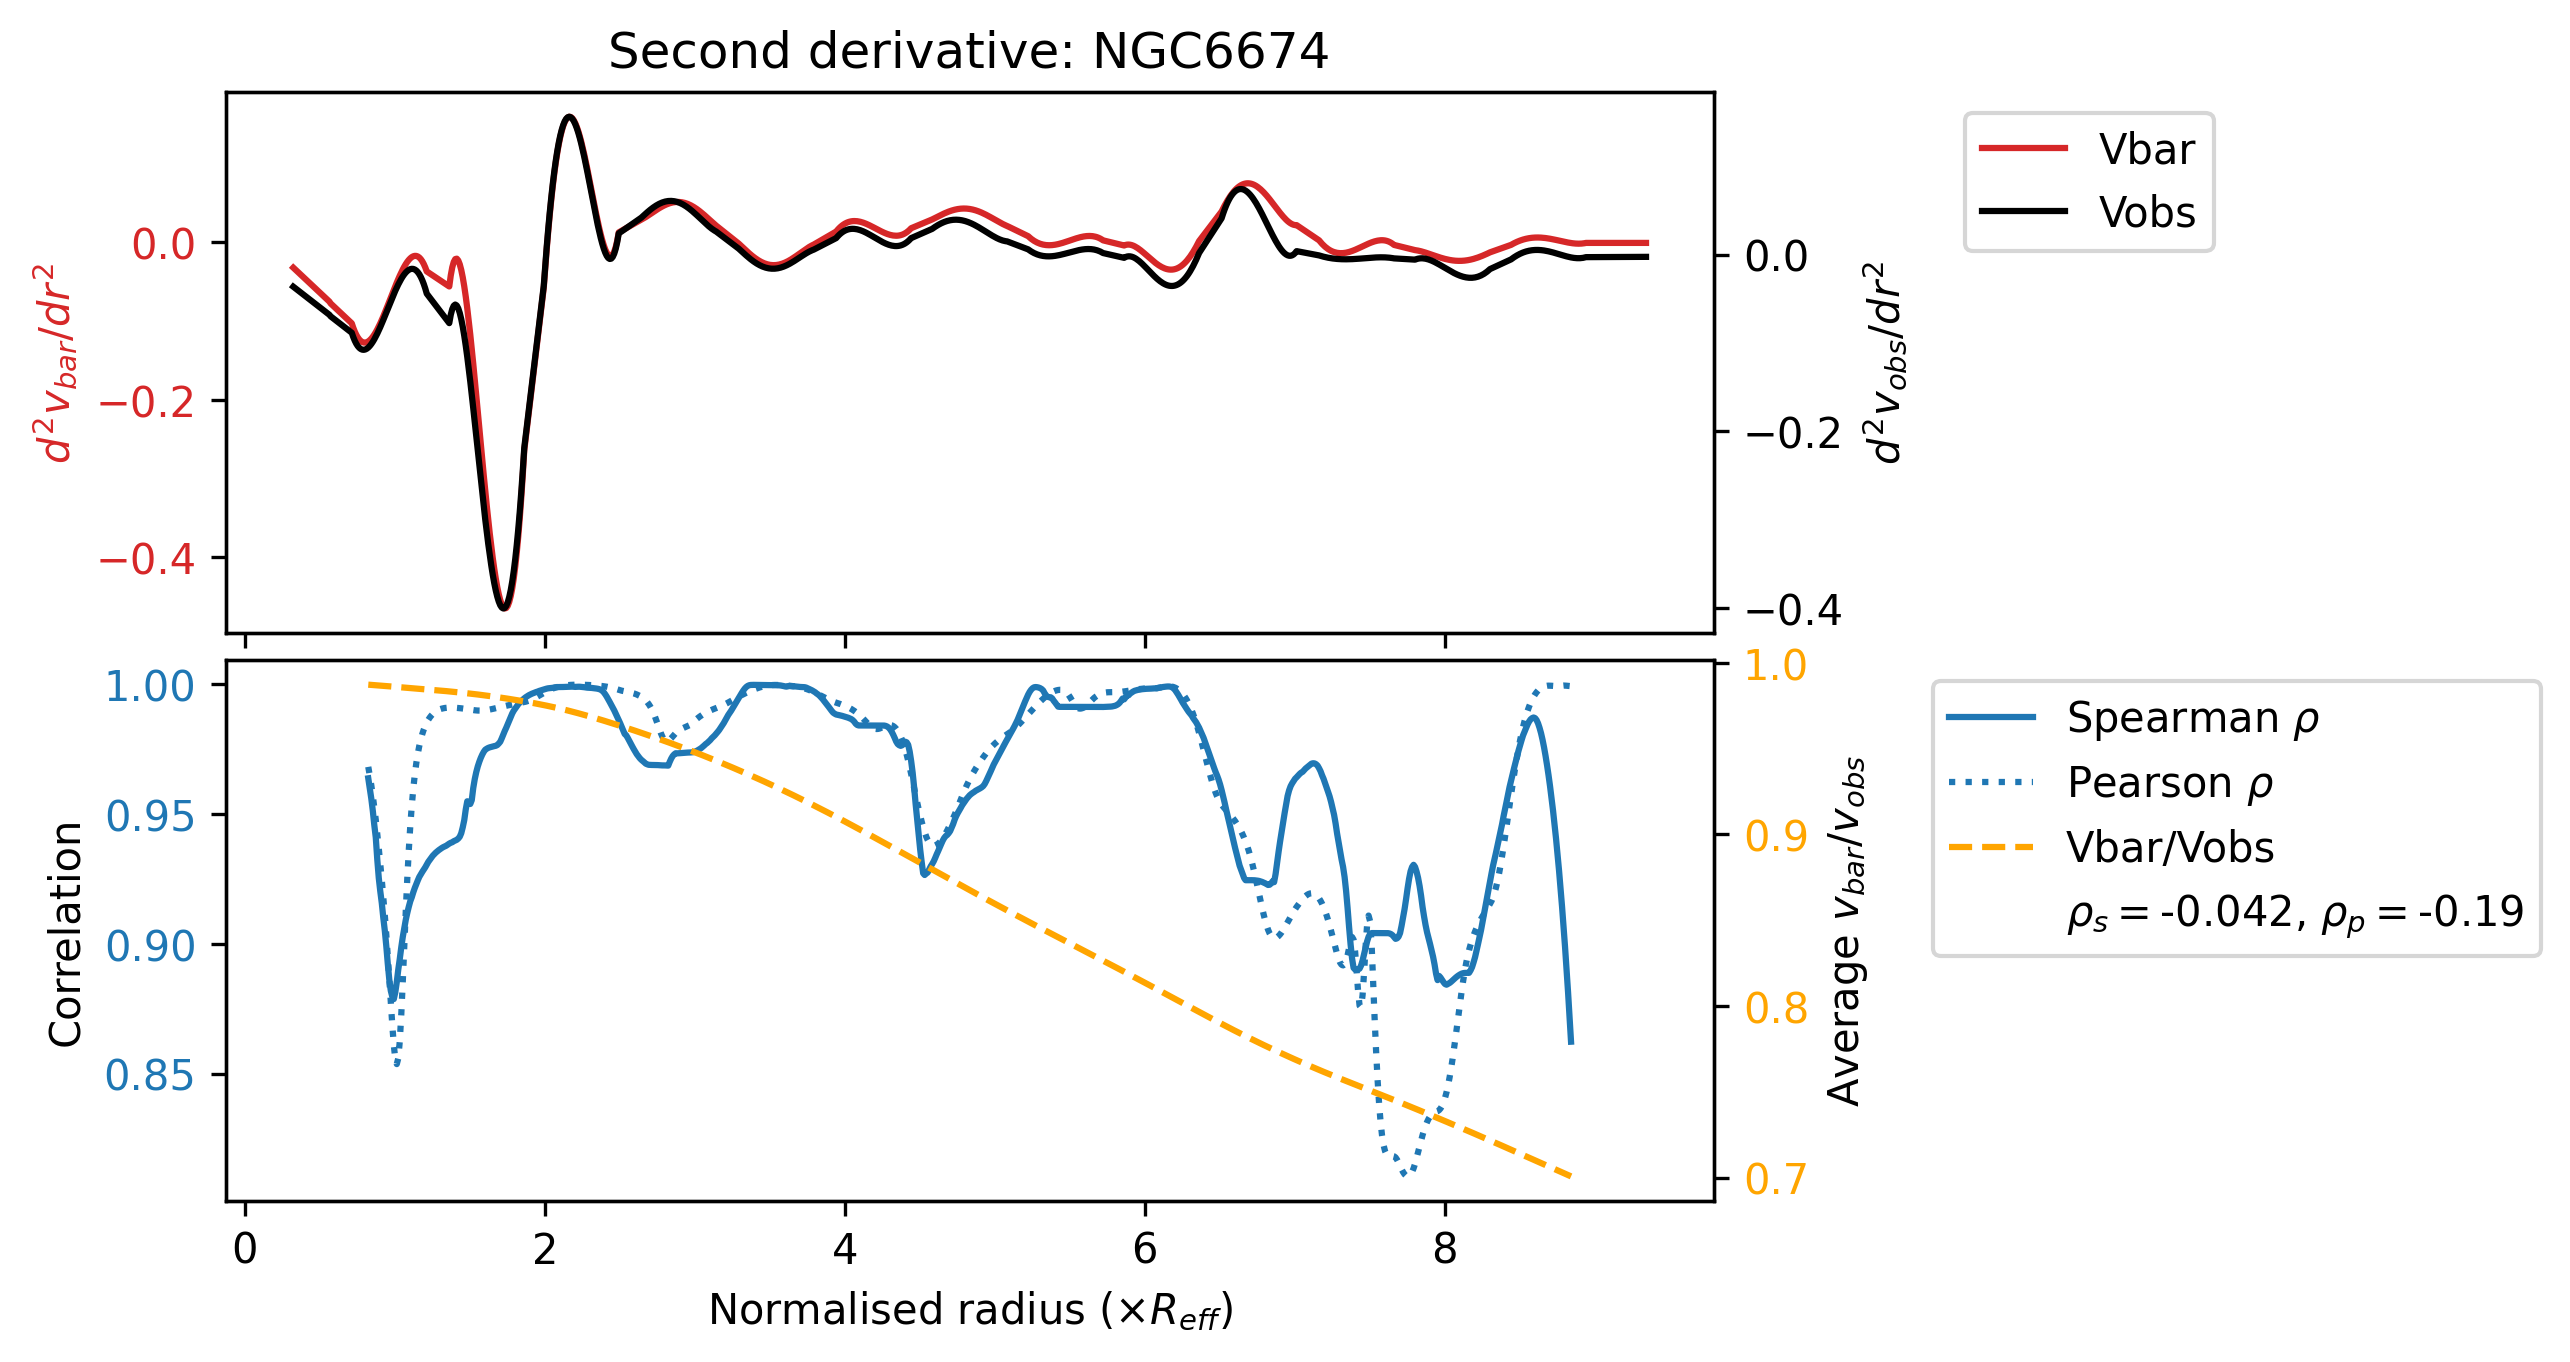 Second derivative: NGC6674
0.0
−0.2
−0.4
d²v_bar/dr²
0.0
−0.2
−0.4
d²v_obs/dr²
Vbar
Vobs
1.00
0.95
0.90
0.85
Correlation
1.0
0.9
0.8
0.7
Average v_bar/v_obs
Spearman ρ
Pearson ρ
Vbar/Vobs
ρ_s = -0.042, ρ_p = -0.19
0 2 4 6 8
Normalised radius (×R_eff)